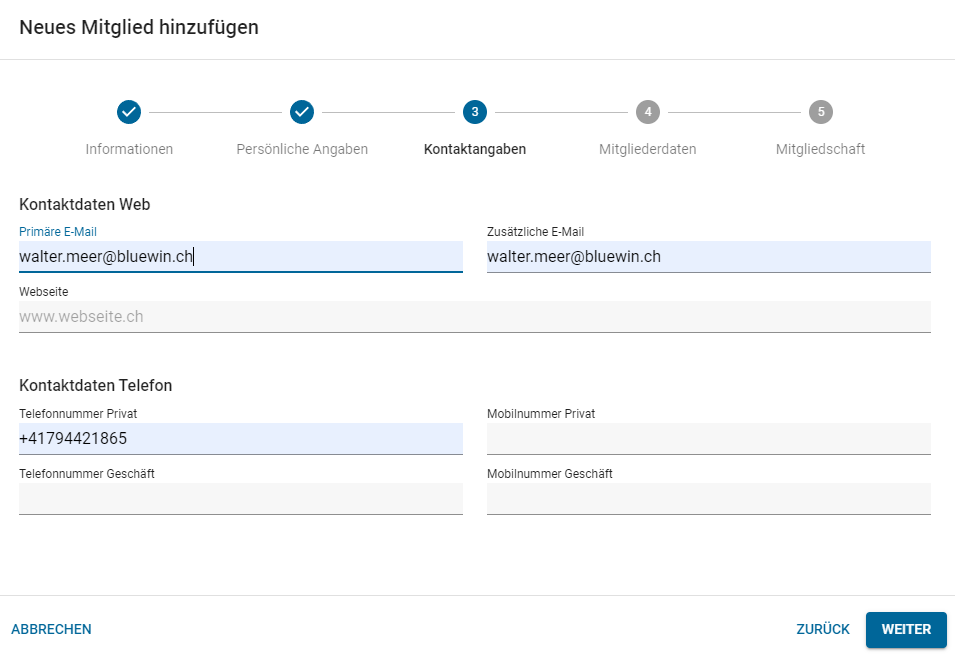 Neues Mitglied hinzufügen
3 4 5
Informationen Persönliche Angaben Kontaktangaben Mitgliederdaten Mitgliedschaft
Kontaktdaten Web
Primäre E-Mail Zusätzliche E-Mail
walter.meer@bluewin.ch walter.meer@bluewin.ch
Webseite
www.webseite.ch
Kontaktdaten Telefon
Telefonnummer Privat Mobilnummer Privat
+41794421865
Telefonnummer Geschäft Mobilnummer Geschäft
ABBRECHEN ZURÜCK WEITER